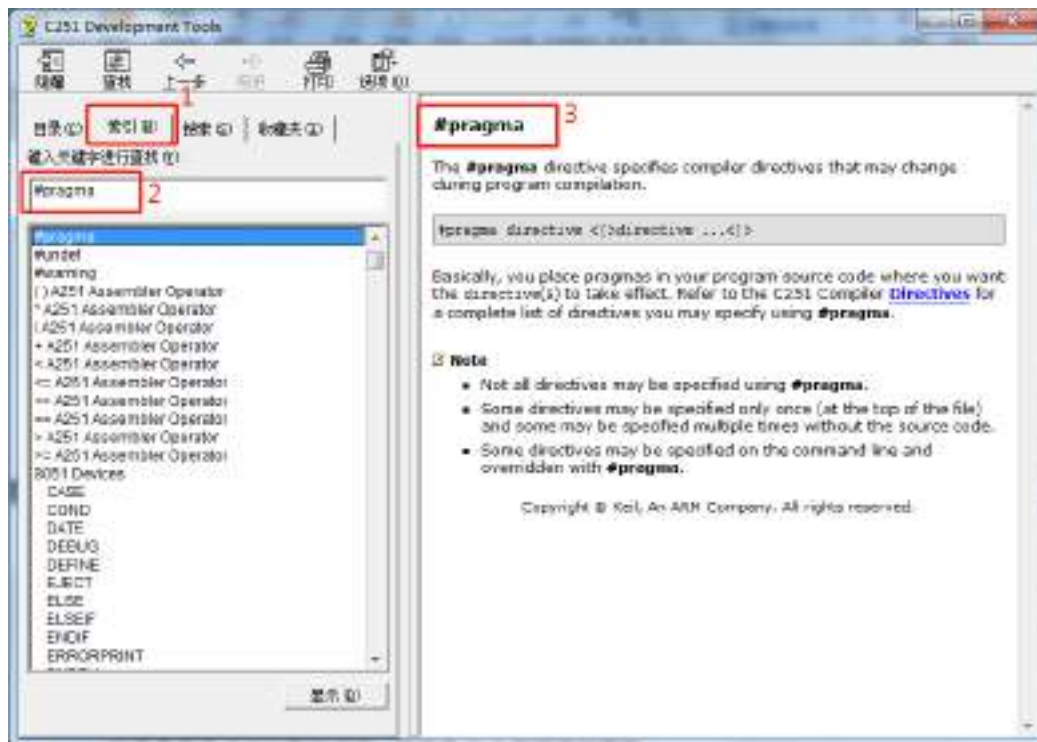 C251 Development Tools
隐藏 查找 上一步 打印 选项(O)
1
目录(C) 索引(N) 搜索(S) 收藏夹(I)
键入关键字进行查找(W)
#pragma
2
#pragma
#undef
#warning
( ) A251 Assembler Operator
* A251 Assembler Operator
A251 Assembler Operator
+ A251 Assembler Operator
< A251 Assembler Operator
<= A251 Assembler Operator
A251 Assembler Operator
== A251 Assembler Operator
> A251 Assembler Operator
>= A251 Assembler Operator
8051 Devices
CASE
COND
DATE
DEBUG
DEFINE
EJECT
ELSE
ELSEIF
ENDIF
ERRORPRINT
显示(D)
#pragma
3
The #pragma directive specifies compiler directives that may change
during program compilation.
#pragma directive <[>directive ...<]>
Basically, you place pragmas in your program source code where you want
the directive(s) to take effect. Refer to the C251 Compiler Directives for
a complete list of directives you may specify using #pragma.
Note
• Not all directives may be specified using #pragma.
• Some directives may be specified only once (at the top of the file)
and some may be specified multiple times without the source code.
• Some directives may be specified on the command line and
overridden with #pragma.
Copyright © Keil, An ARM Company. All rights reserved.